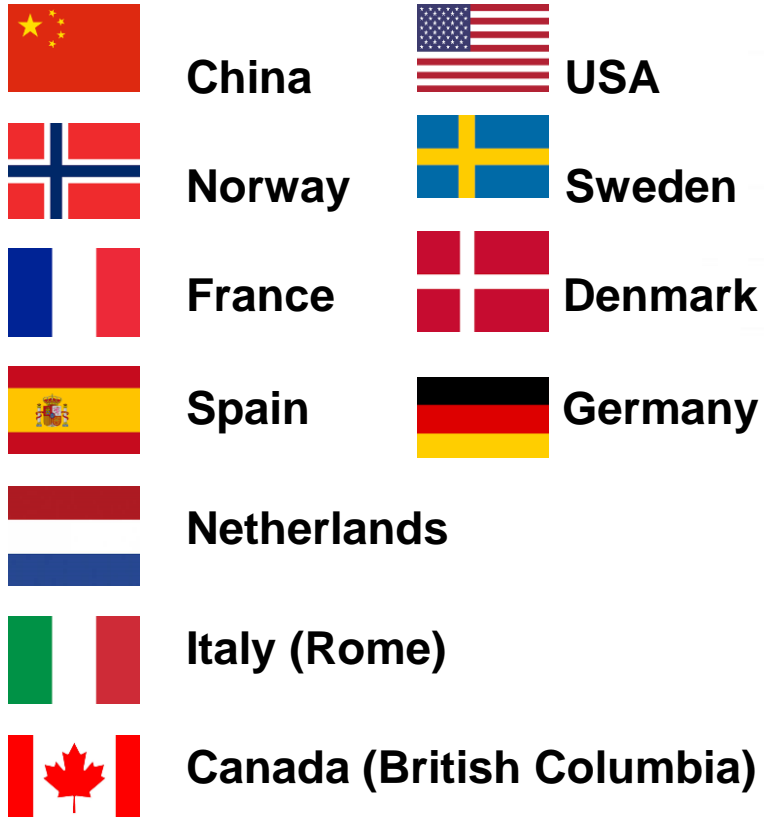 China
USA
Norway
Sweden
France
Denmark
Spain
Germany
Netherlands
Italy (Rome)
Canada (British Columbia)